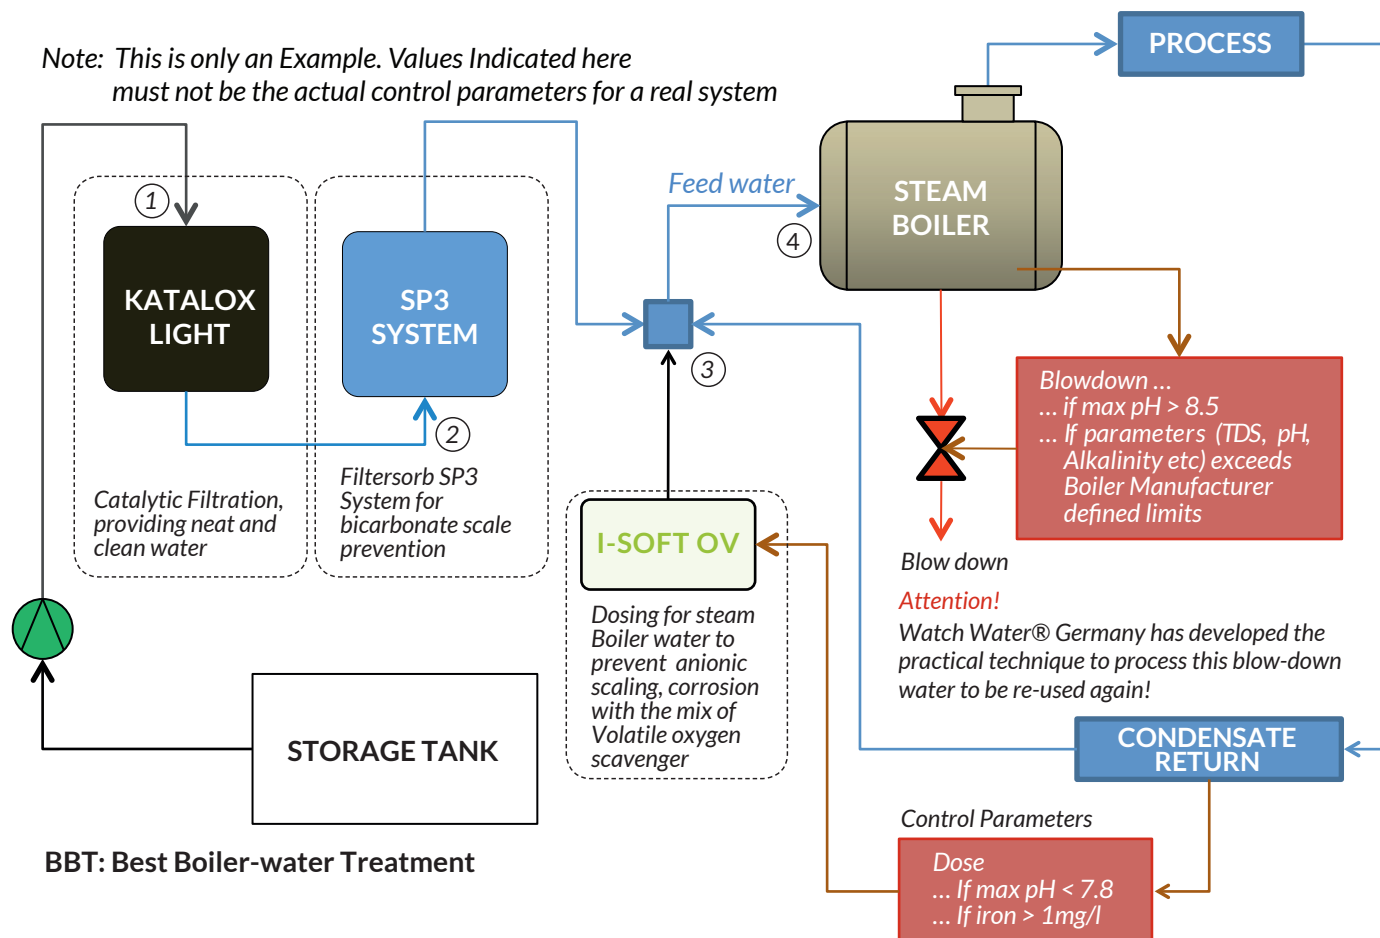 Note: This is only an Example. Values Indicated here
must not be the actual control parameters for a real system
PROCESS
Feed water
STEAM
BOILER
1
KATALOX
LIGHT
SP3
SYSTEM
4
3
2
Catalytic Filtration,
providing neat and
clean water
Filtersorb SP3
System for
bicarbonate scale
prevention
Blowdown ...
... if max pH > 8.5
... If parameters (TDS, pH,
Alkalinity etc) exceeds
Boiler Manufacturer
defined limits
I-SOFT OV
Dosing for steam
Boiler water to
prevent anionic
scaling, corrosion
with the mix of
Volatile oxygen
scavenger
Blow down
Attention!
Watch Water® Germany has developed the
practical technique to process this blow-down
water to be re-used again!
STORAGE TANK
CONDENSATE
RETURN
Control Parameters
Dose
... If max pH < 7.8
... If iron > 1mg/l
BBT: Best Boiler-water Treatment